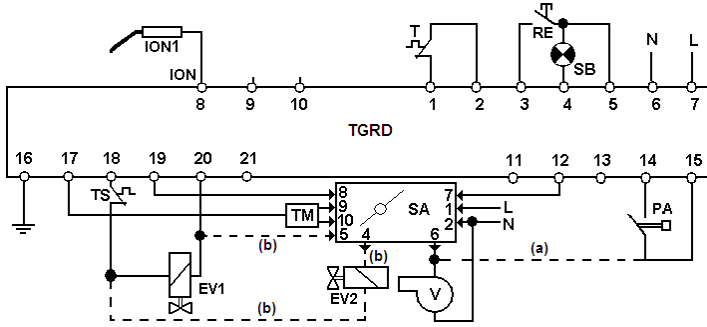 ION1
T
RE
SB
N
L
ION
8
9
10
1
2
3
4
5
6
7
TGRD
16
17
18
19
20
21
11
12
13
14
15
TS
TM
8
9
10
5
4
SA
7
1
2
6
L
N
PA
(b)
(b)
(a)
EV1
EV2
V
(b)